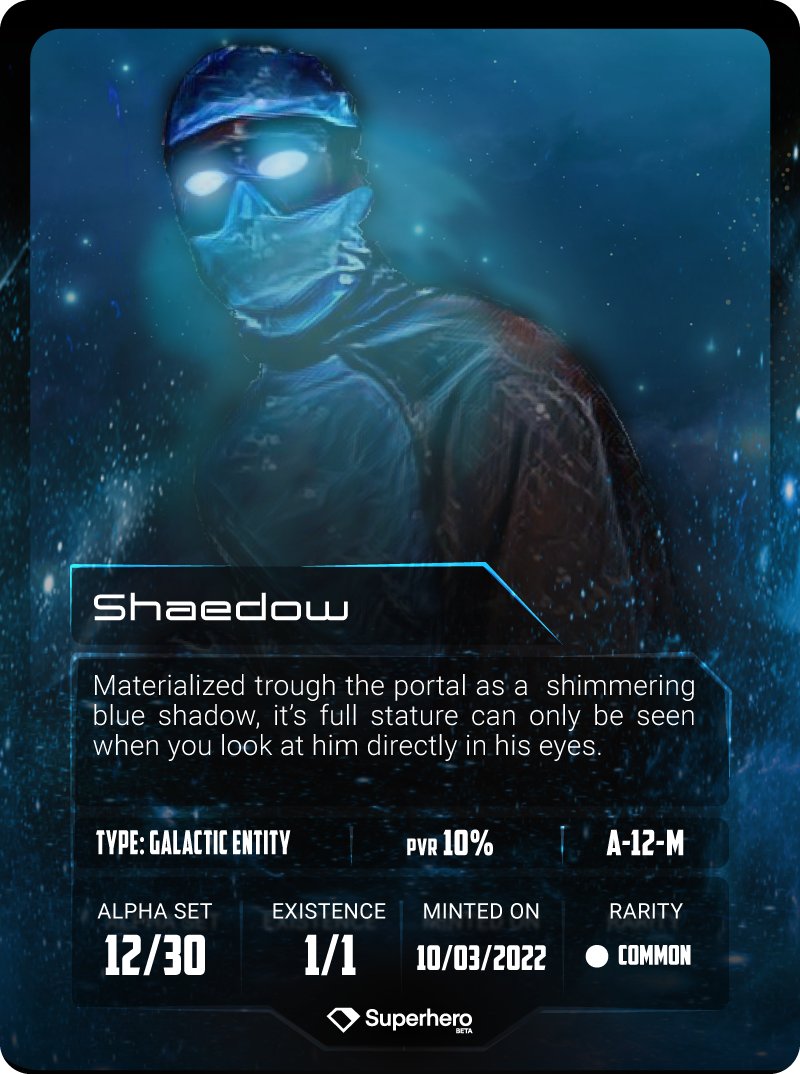 Shaedow
Materialized trough the portal as a shimmering
blue shadow, it's full stature can only be seen
when you look at him directly in his eyes.
TYPE: GALACTIC ENTITY PVR 10% A-12-M
ALPHA SET EXISTENCE MINTED ON RARITY
12/30 1/1 10/03/2022 COMMON
Superhero
BETA